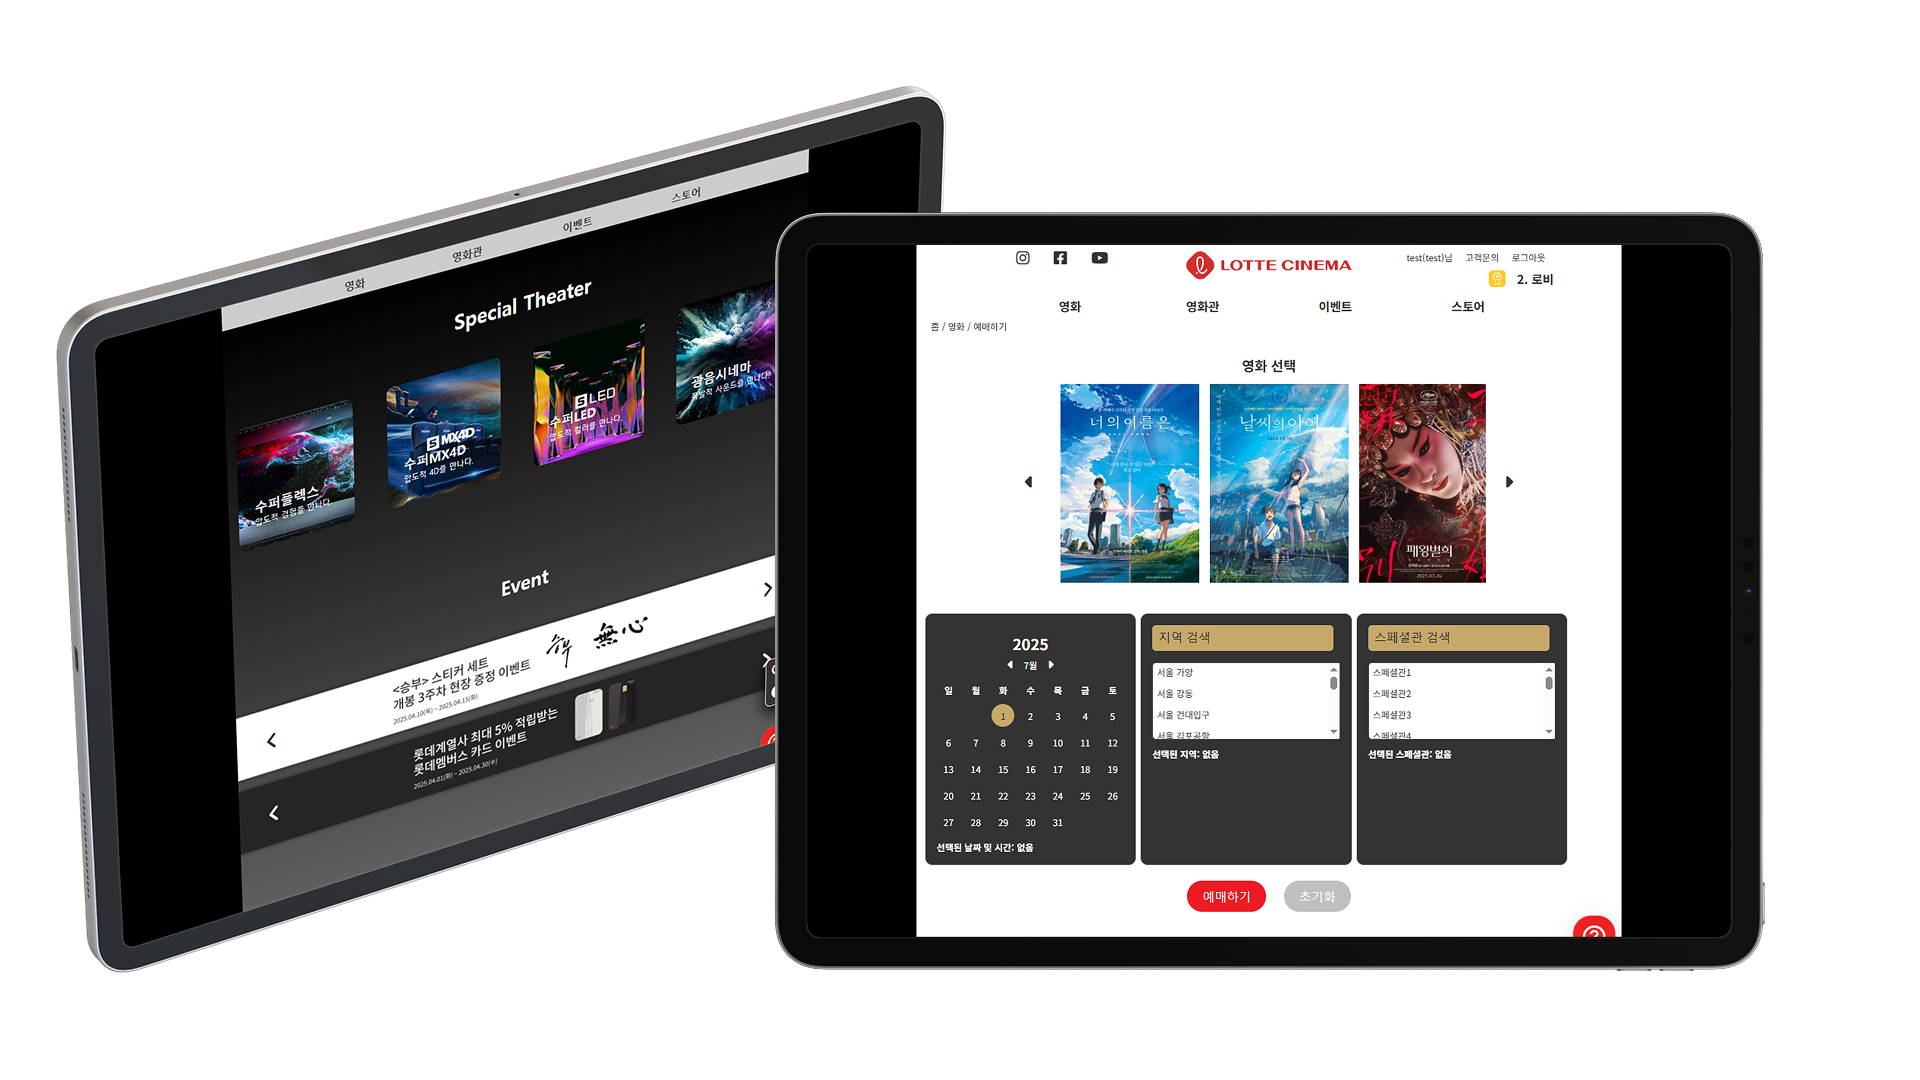 영화
영화관
이벤트
스토어
Special Theater
수퍼플렉스
압도적 경험을 만나다.
S MX4D
수퍼MX4D
압도적 4D를 만나다.
S LED
수퍼LED
압도적 컬러를 만나다.
광음시네마
폭발적 사운드를 만나다.
Event
<승부> 스티커 세트
개봉 3주차 현장 증정 이벤트
2025.04.10(목) ~ 2025.04.15(화)
승부 無心
롯데계열사 최대 5% 적립받는
롯데멤버스 카드 이벤트
2025.04.01(화) ~ 2025.04.30(수)
LOTTE CINEMA
test(test)님 고객문의 로그아웃
2. 로비
영화 영화관 이벤트 스토어
홈 / 영화 / 예매하기
영화 선택
너의이름은
날씨의아이
패왕별희
2025.03.26
2025
7월
일 월 화 수 목 금 토
1 2 3 4 5
6 7 8 9 10 11 12
13 14 15 16 17 18 19
20 21 22 23 24 25 26
27 28 29 30 31
선택된 날짜 및 시간: 없음
지역 검색
서울 가양
서울 강동
서울 건대입구
서울 김포공항
선택된 지역: 없음
스페셜관 검색
스페셜관1
스페셜관2
스페셜관3
스페셜관4
선택된 스페셜관: 없음
예매하기 초기화